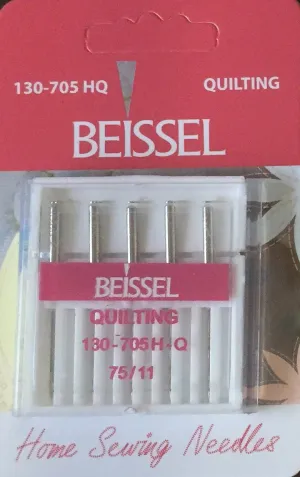 130-705 HQ QUILTING
BEISSEL
BEISSEL
QUILTING
130-705 H-Q
75/11
Home Sewing Needles